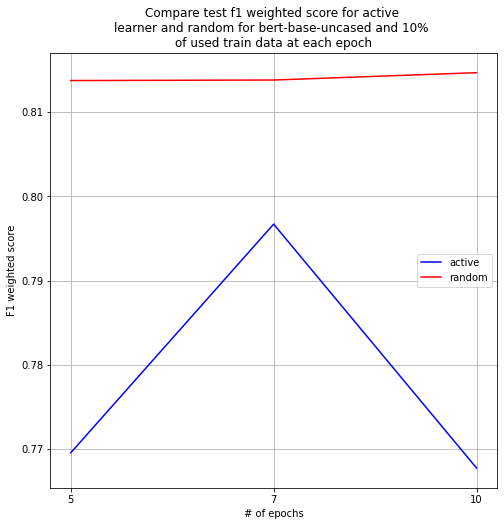 Compare test f1 weighted score for active
learner and random for bert-base-uncased and 10%
of used train data at each epoch
F1 weighted score
0.81
0.80
0.79
0.78
0.77
active
random
5
7
10
# of epochs